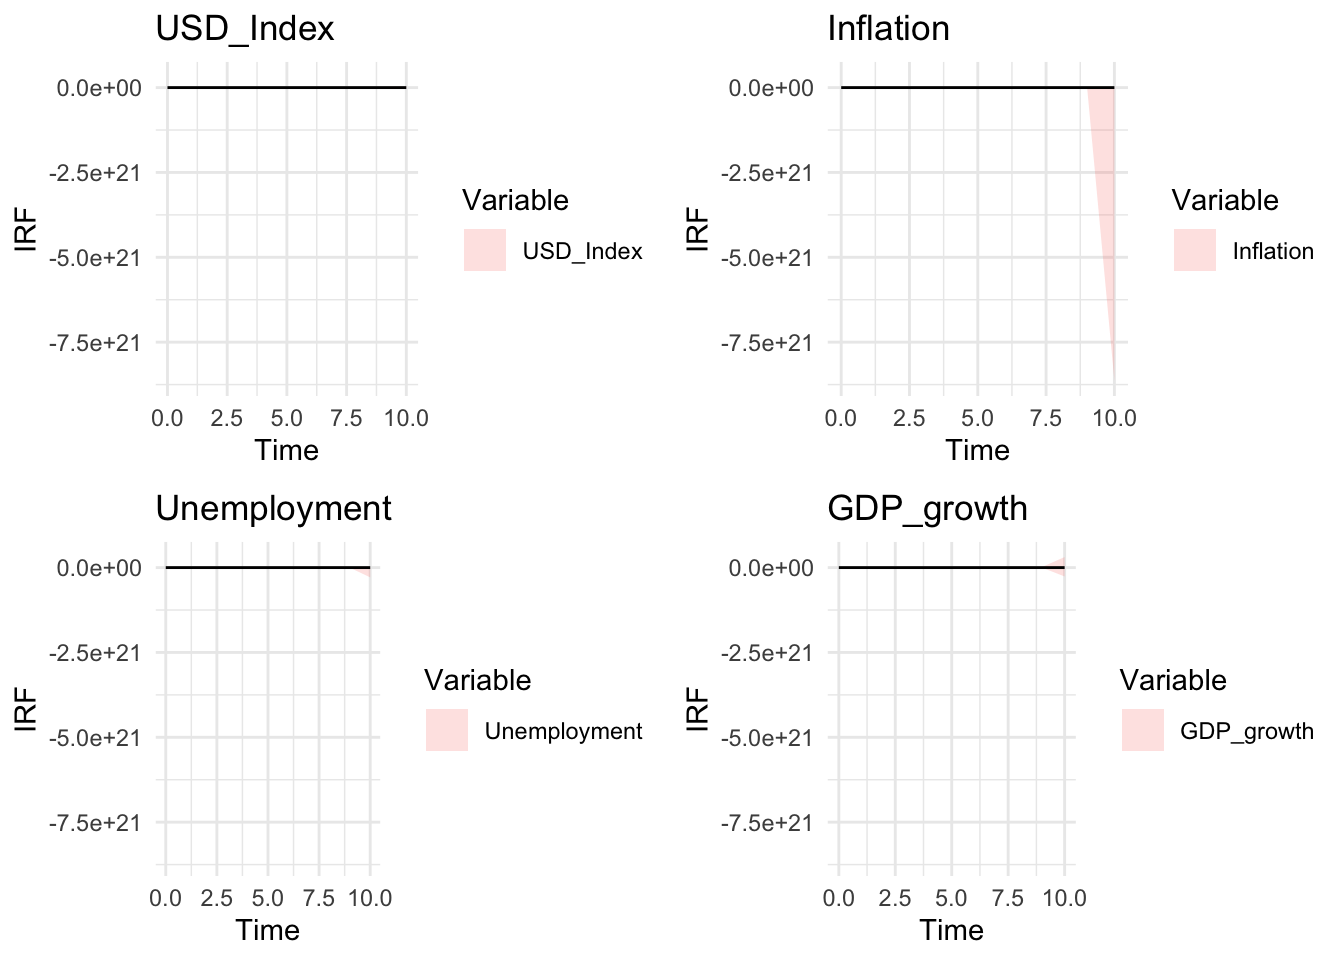 USD_Index
0.0e+00
-2.5e+21
-5.0e+21
-7.5e+21
IRF
0.0 2.5 5.0 7.5 10.0
Time
Variable
USD_Index
Inflation
0.0e+00
-2.5e+21
-5.0e+21
-7.5e+21
IRF
0.0 2.5 5.0 7.5 10.0
Time
Variable
Inflation
Unemployment
0.0e+00
-2.5e+21
-5.0e+21
-7.5e+21
IRF
0.0 2.5 5.0 7.5 10.0
Time
Variable
Unemployment
GDP_growth
0.0e+00
-2.5e+21
-5.0e+21
-7.5e+21
IRF
0.0 2.5 5.0 7.5 10.0
Time
Variable
GDP_growth